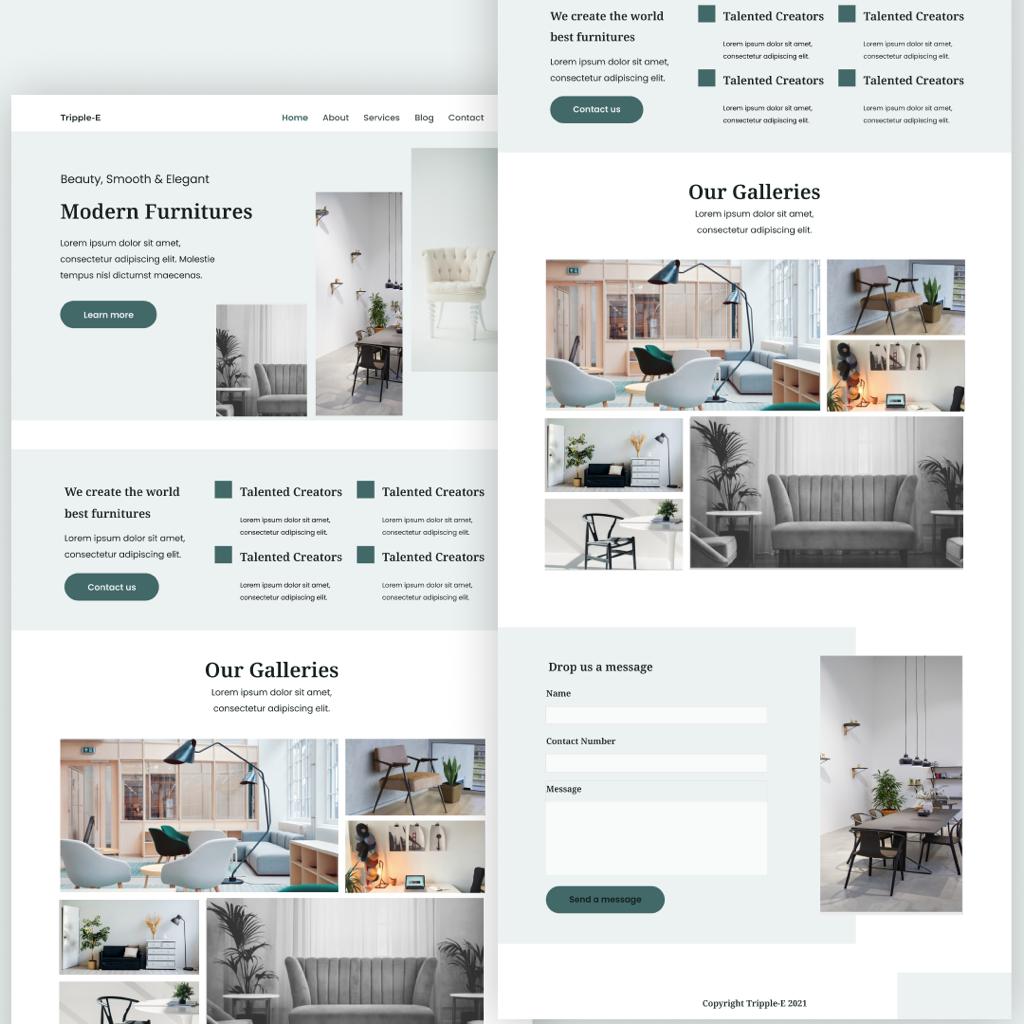 Tripple-E
Home About Services Blog Contact
Beauty, Smooth & Elegant
Modern Furnitures
Lorem ipsum dolor sit amet,
consectetur adipiscing elit. Molestie
tempus nisl dictumst maecenas.
Learn more
We create the world
best furnitures
Lorem ipsum dolor sit amet,
consectetur adipiscing elit.
Contact us
Talented Creators
Lorem ipsum dolor sit amet,
consectetur adipiscing elit.
Talented Creators
Lorem ipsum dolor sit amet,
consectetur adipiscing elit.
Talented Creators
Lorem ipsum dolor sit amet,
consectetur adipiscing elit.
Talented Creators
Lorem ipsum dolor sit amet,
consectetur adipiscing elit.
Our Galleries
Lorem ipsum dolor sit amet,
consectetur adipiscing elit.
We create the world
best furnitures
Lorem ipsum dolor sit amet,
consectetur adipiscing elit.
Contact us
Talented Creators
Lorem ipsum dolor sit amet,
consectetur adipiscing elit.
Talented Creators
Lorem ipsum dolor sit amet,
consectetur adipiscing elit.
Talented Creators
Lorem ipsum dolor sit amet,
consectetur adipiscing elit.
Talented Creators
Lorem ipsum dolor sit amet,
consectetur adipiscing elit.
Our Galleries
Lorem ipsum dolor sit amet,
consectetur adipiscing elit.
Drop us a message
Name
Contact Number
Message
Send a message
Copyright Tripple-E 2021